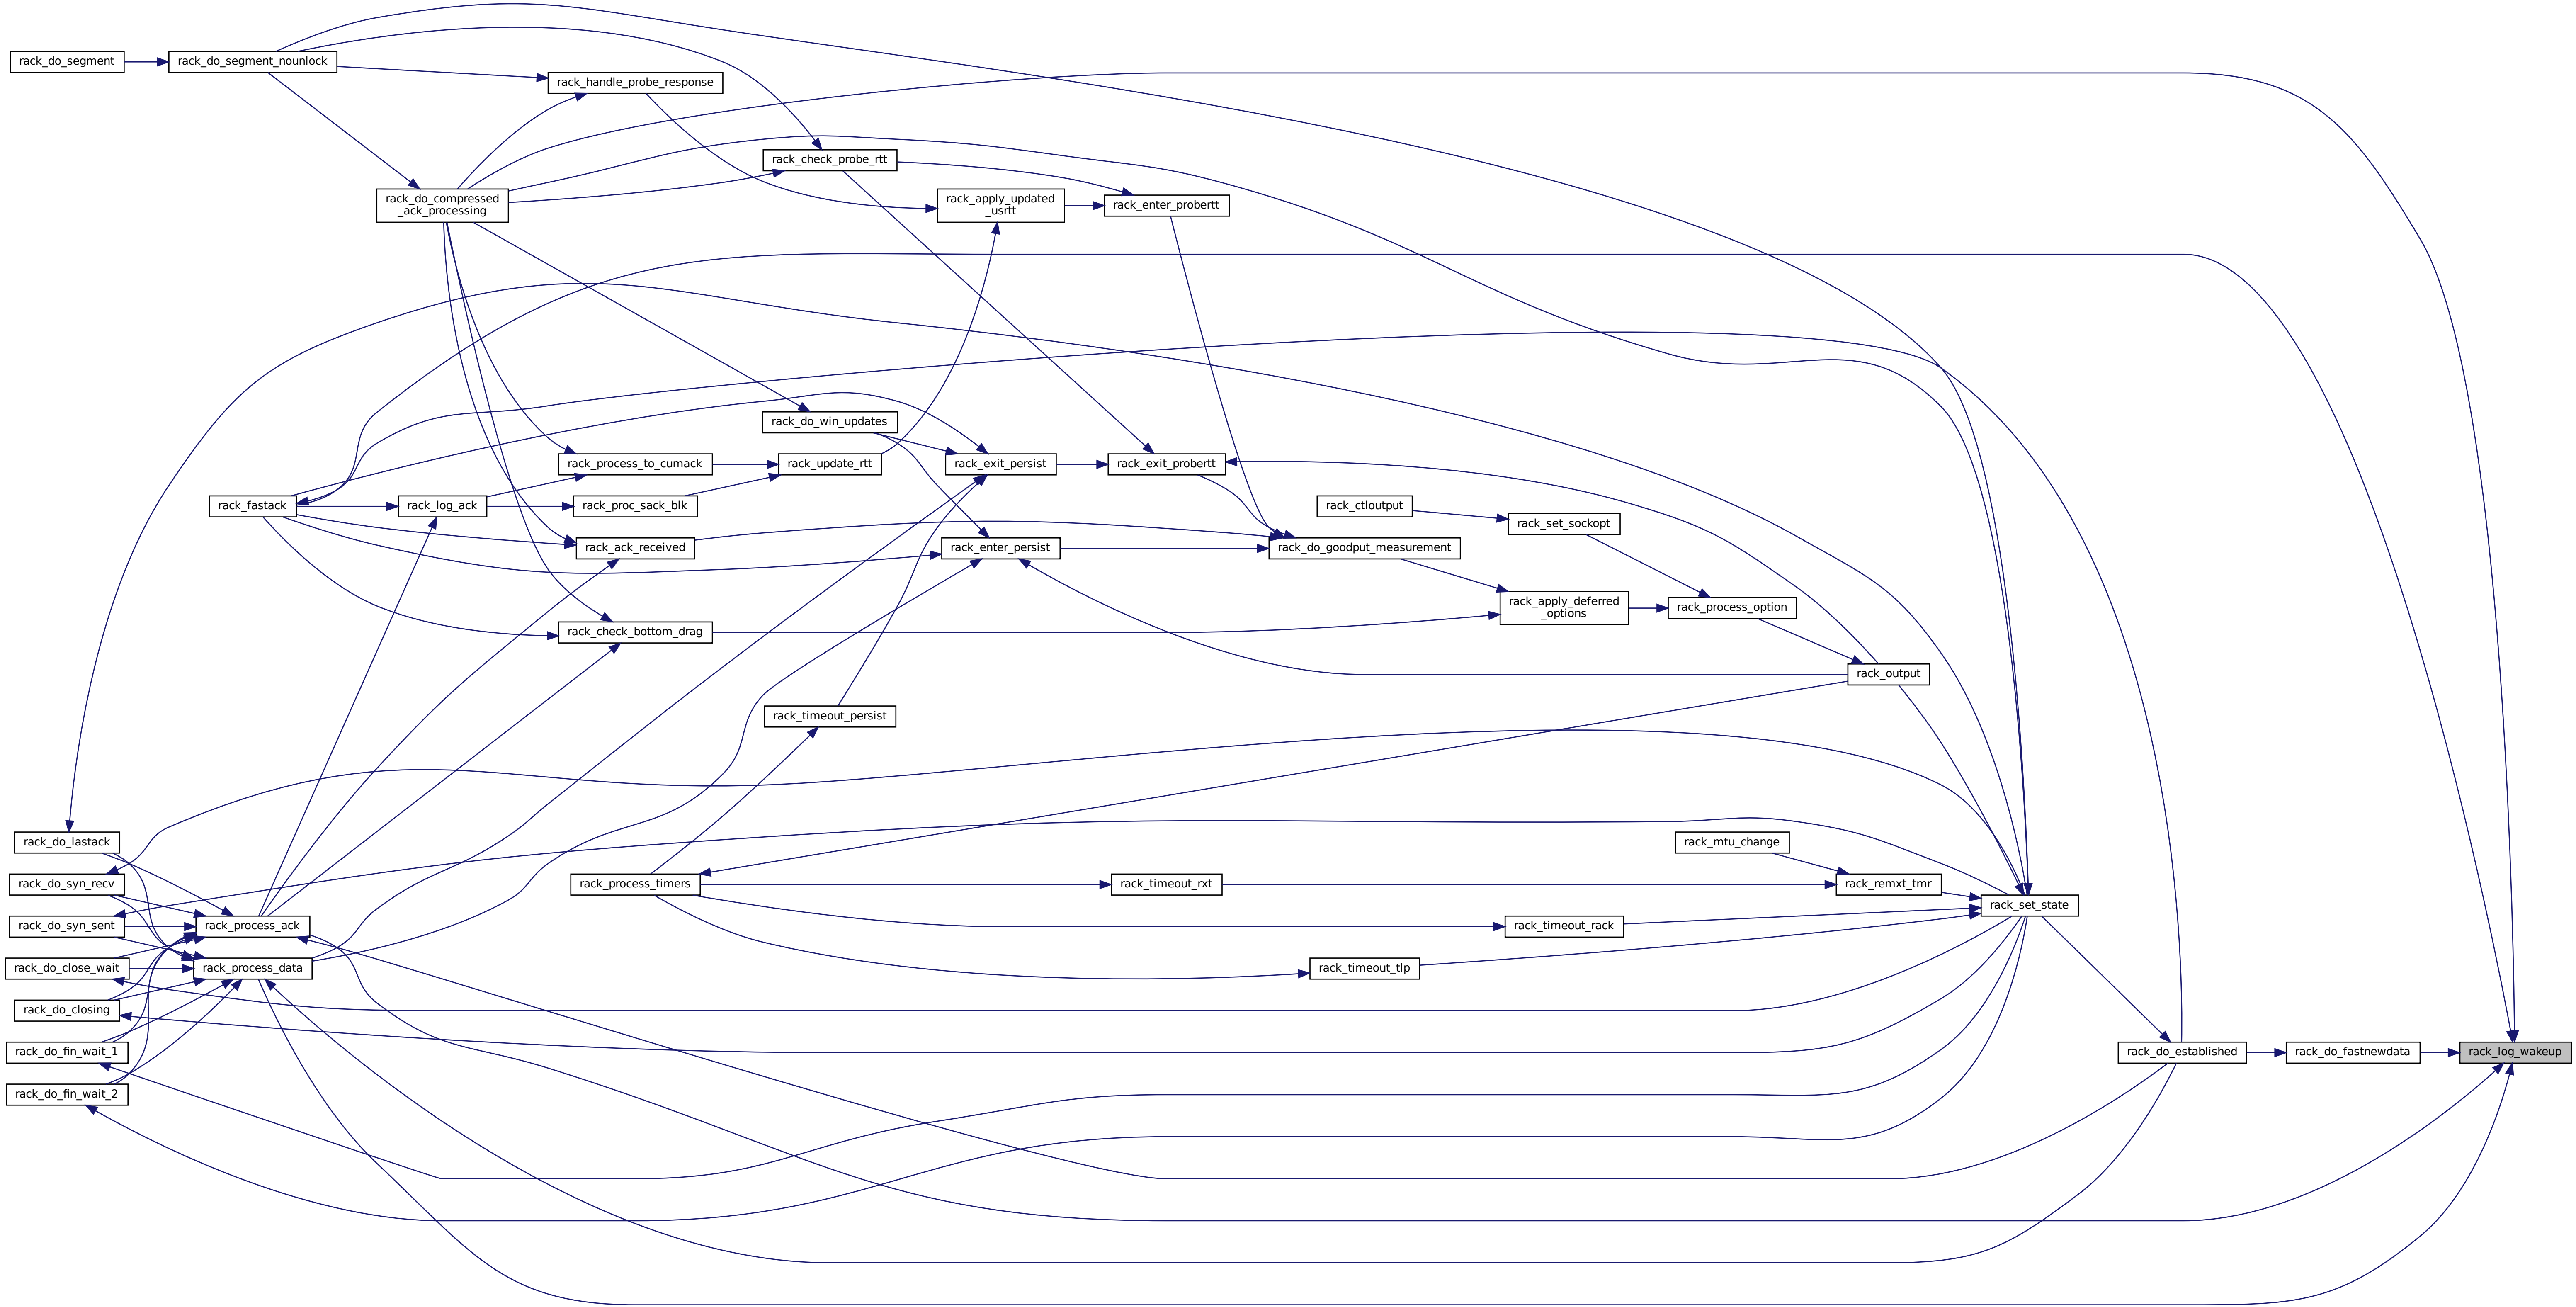 rack_do_segment
rack_do_segment_nounlock
rack_handle_probe_response
rack_check_probe_rtt
rack_do_compressed
_ack_processing
rack_apply_updated
_usrtt
rack_enter_probertt
rack_do_win_updates
rack_process_to_cumack
rack_update_rtt
rack_exit_persist
rack_exit_probertt
rack_fastack
rack_log_ack
rack_proc_sack_blk
rack_ctloutput
rack_set_sockopt
rack_ack_received
rack_enter_persist
rack_do_goodput_measurement
rack_apply_deferred
_options
rack_process_option
rack_check_bottom_drag
rack_output
rack_timeout_persist
rack_do_lastack
rack_mtu_change
rack_do_syn_recv
rack_process_timers
rack_timeout_rxt
rack_remxt_tmr
rack_set_state
rack_do_syn_sent
rack_process_ack
rack_timeout_rack
rack_do_close_wait
rack_process_data
rack_timeout_tlp
rack_do_closing
rack_do_fin_wait_1
rack_do_established
rack_do_fastnewdata
rack_log_wakeup
rack_do_fin_wait_2